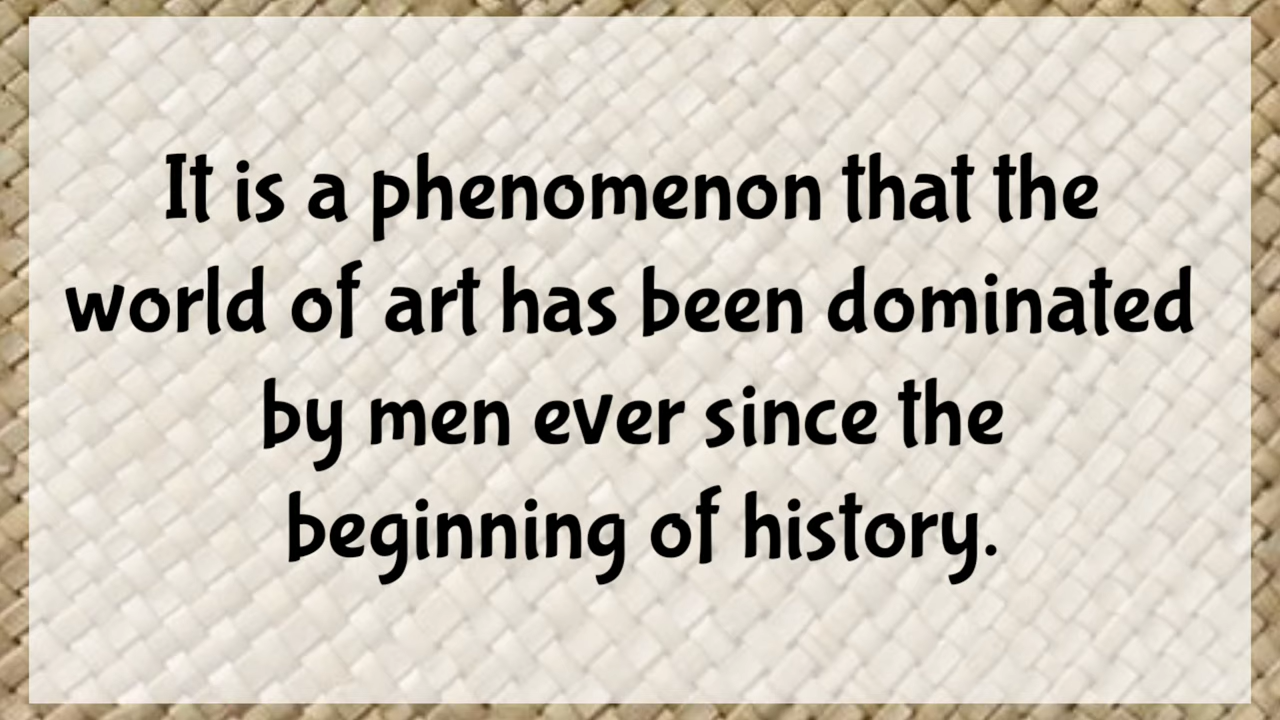 It is a phenomenon that the
world of art has been dominated
by men ever since the
beginning of history.